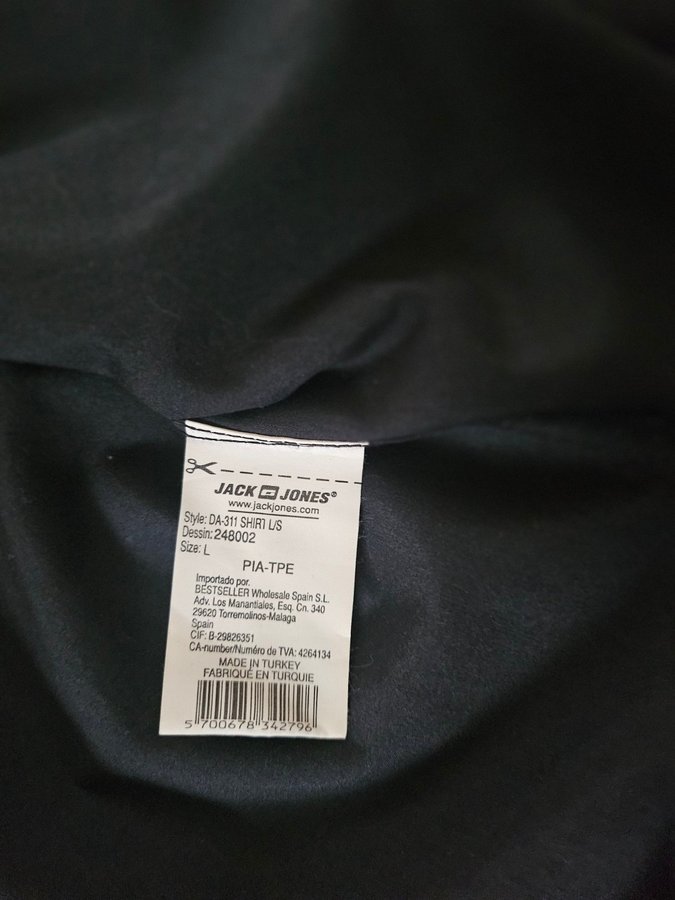 JACK & JONES®
www.jackjones.com
Style: DA-311 SHIRT L/S
Dessin: 248002
Size: L
PIA-TPE
Importado por.
BESTSELLER Wholesale Spain S.L.
Adv. Los Manantiales, Esq. Cn. 340
29620 Torremolinos-Malaga
Spain
CIF: B-29826351
CA-number/Numéro de TVA: 4264134
MADE IN TURKEY
FABRIQUÉ EN TURQUIE
5 700678 342796